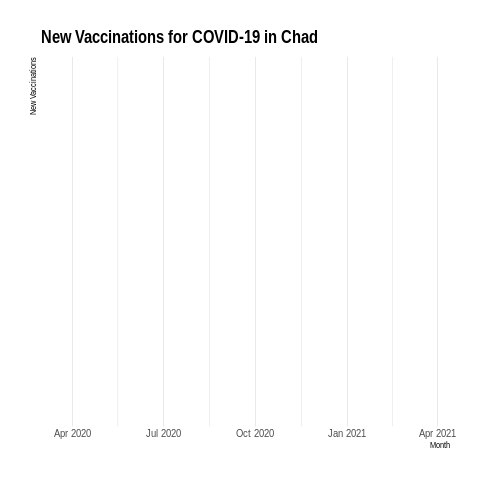 New Vaccinations for COVID-19 in Chad
New Vaccinations
Apr 2020
Jul 2020
Oct 2020
Jan 2021
Apr 2021
Month